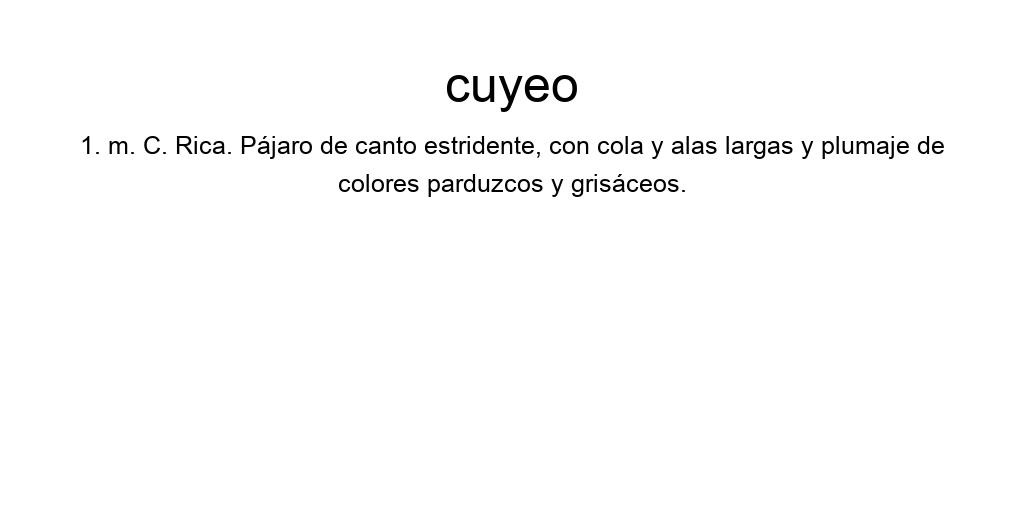 cuyeo
1. m. C. Rica. Pájaro de canto estridente, con cola y alas largas y plumaje de
colores parduzcos y grisáceos.